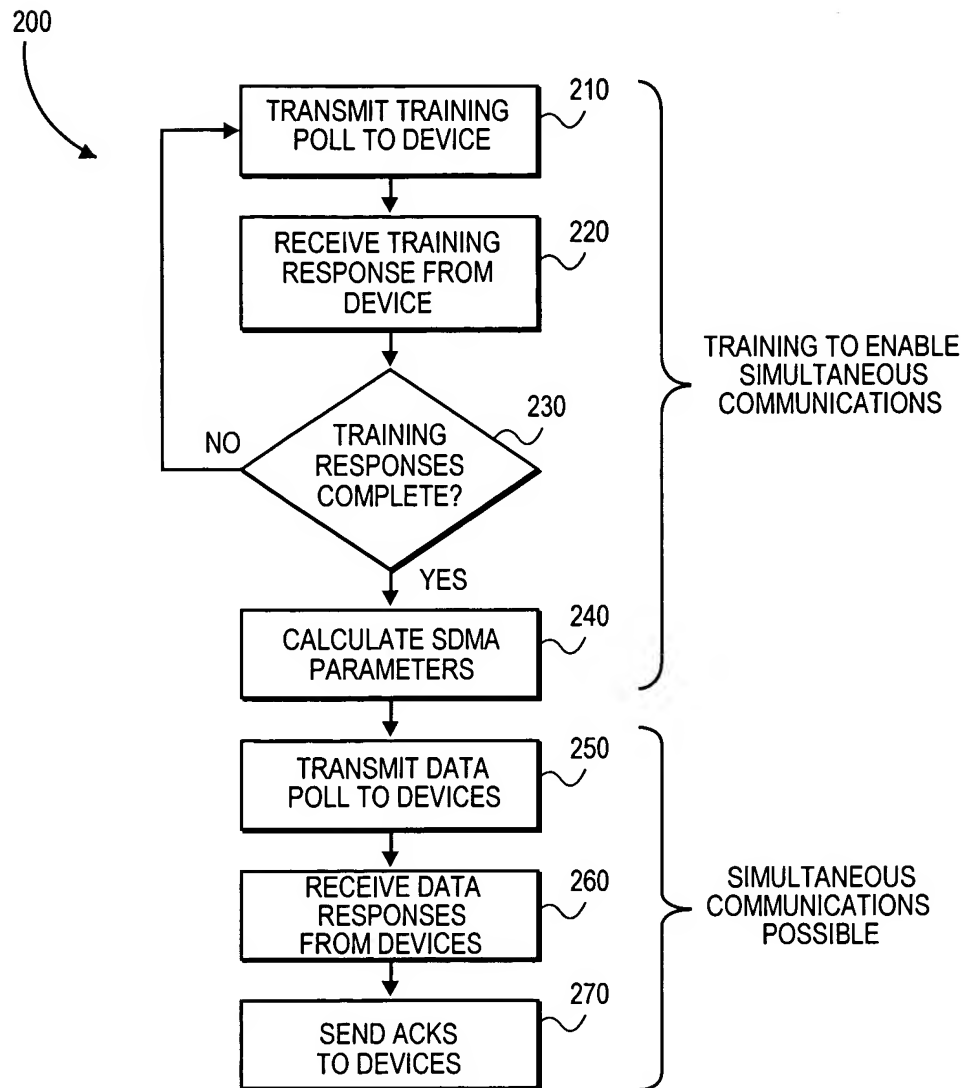 200
210
TRANSMIT TRAINING
POLL TO DEVICE
220
RECEIVE TRAINING
RESPONSE FROM
DEVICE
TRAINING TO ENABLE
SIMULTANEOUS
COMMUNICATIONS
230
NO
TRAINING
RESPONSES
COMPLETE?
YES
240
CALCULATE SDMA
PARAMETERS
250
TRANSMIT DATA
POLL TO DEVICES
260
RECEIVE DATA
RESPONSES
FROM DEVICES
SIMULTANEOUS
COMMUNICATIONS
POSSIBLE
270
SEND ACKS
TO DEVICES